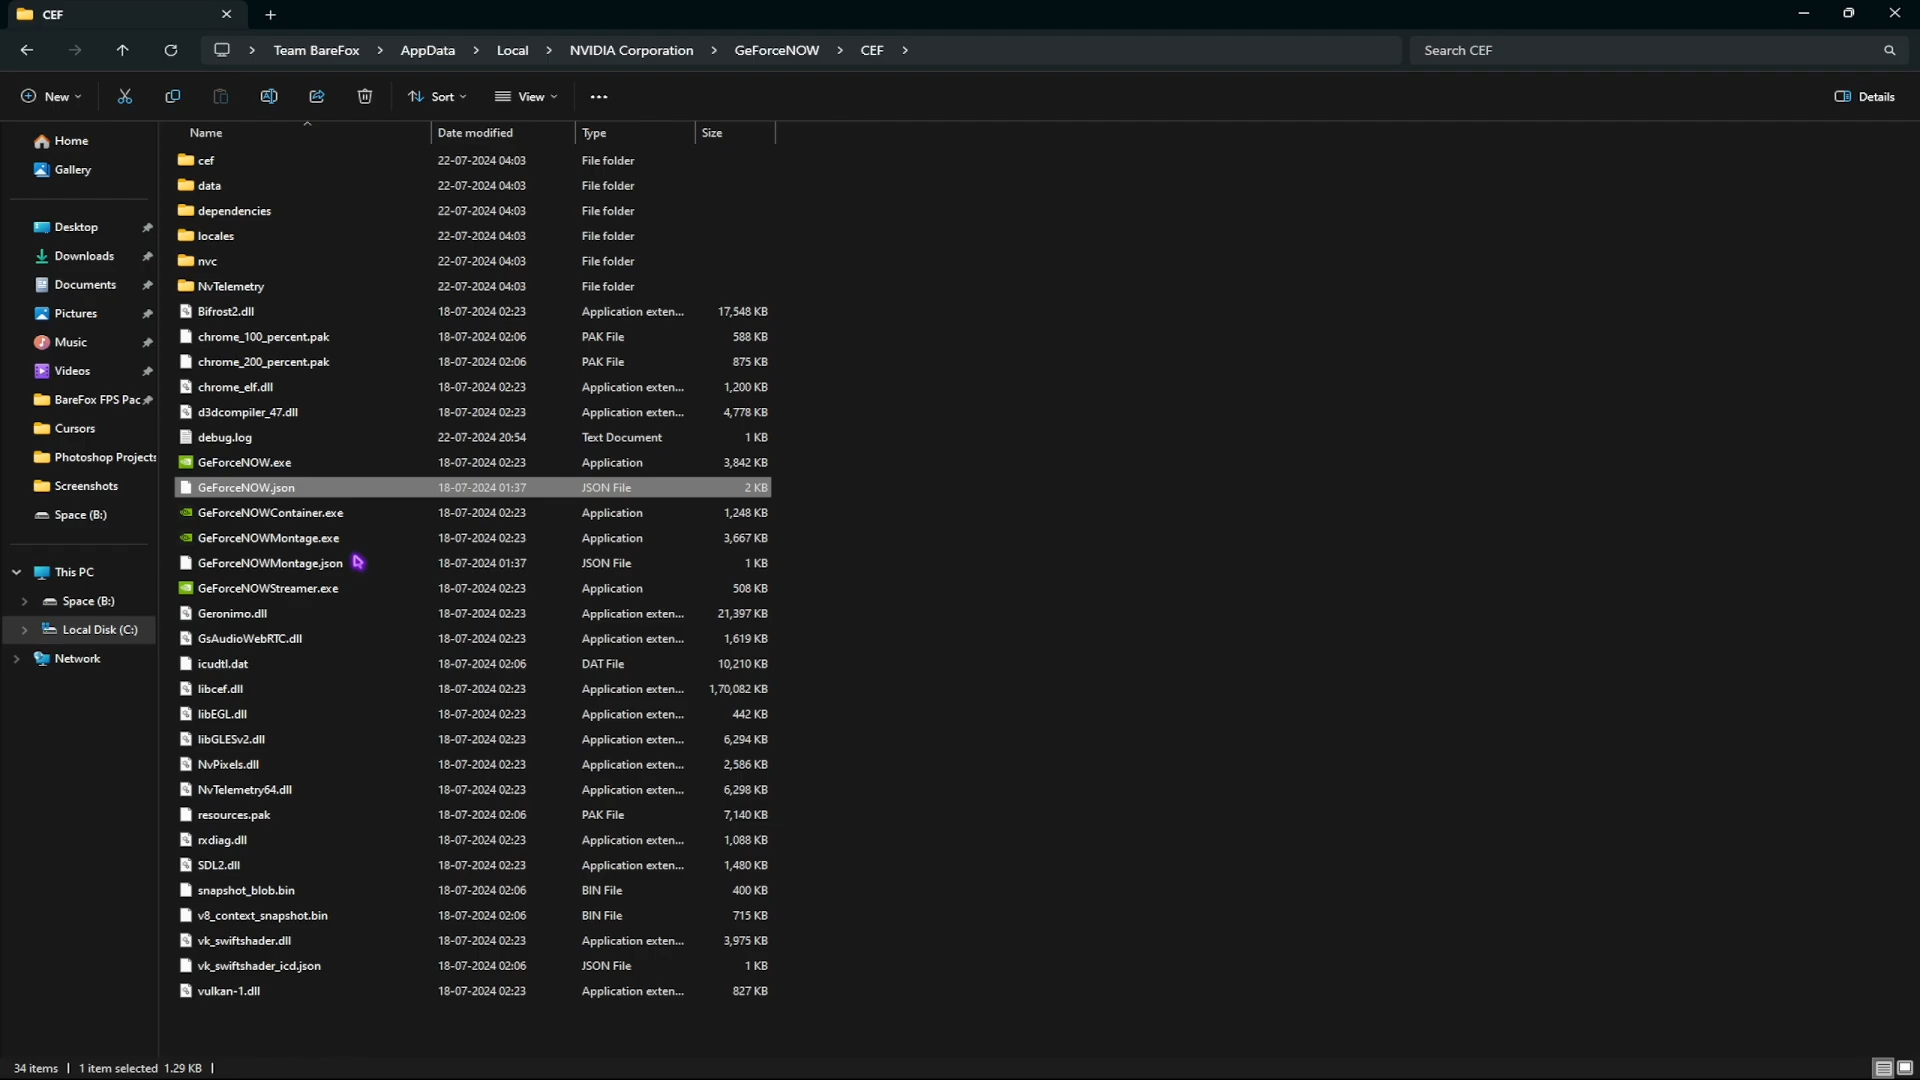 CEF
Team BareFox > AppData > Local > NVIDIA Corporation > GeForceNOW > CEF >
Search CEF
New
Sort
View
Details
Home
Gallery
Desktop
Downloads
Documents
Pictures
Music
Videos
BareFox FPS Pac
Cursors
Photoshop Projects
Screenshots
Space (B:)
This PC
Space (B:)
Local Disk (C:)
Network
Name Date modified Type Size
cef 22-07-2024 04:03 File folder
data 22-07-2024 04:03 File folder
dependencies 22-07-2024 04:03 File folder
locales 22-07-2024 04:03 File folder
nvc 22-07-2024 04:03 File folder
NvTelemetry 22-07-2024 04:03 File folder
Bifrost2.dll 18-07-2024 02:23 Application exten... 17,548 KB
chrome_100_percent.pak 18-07-2024 02:06 PAK File 588 KB
chrome_200_percent.pak 18-07-2024 02:06 PAK File 875 KB
chrome_elf.dll 18-07-2024 02:23 Application exten... 1,200 KB
d3dcompiler_47.dll 18-07-2024 02:23 Application exten... 4,778 KB
debug.log 22-07-2024 20:54 Text Document 1 KB
GeForceNOW.exe 18-07-2024 02:23 Application 3,842 KB
GeForceNOW.json 18-07-2024 01:37 JSON File 2 KB
GeForceNOWContainer.exe 18-07-2024 02:23 Application 1,248 KB
GeForceNOWMontage.exe 18-07-2024 02:23 Application 3,667 KB
GeForceNOWMontage.json 18-07-2024 01:37 JSON File 1 KB
GeForceNOWStreamer.exe 18-07-2024 02:23 Application 508 KB
Geronimo.dll 18-07-2024 02:23 Application exten... 21,397 KB
GsAudioWebRTC.dll 18-07-2024 02:23 Application exten... 1,619 KB
icudtl.dat 18-07-2024 02:06 DAT File 10,210 KB
libcef.dll 18-07-2024 02:23 Application exten... 1,70,082 KB
libEGL.dll 18-07-2024 02:23 Application exten... 442 KB
libGLESv2.dll 18-07-2024 02:23 Application exten... 6,294 KB
NvPixels.dll 18-07-2024 02:23 Application exten... 2,586 KB
NvTelemetry64.dll 18-07-2024 02:23 Application exten... 6,298 KB
resources.pak 18-07-2024 02:06 PAK File 7,140 KB
rxdiag.dll 18-07-2024 02:23 Application exten... 1,088 KB
SDL2.dll 18-07-2024 02:23 Application exten... 1,480 KB
snapshot_blob.bin 18-07-2024 02:06 BIN File 400 KB
v8_context_snapshot.bin 18-07-2024 02:06 BIN File 715 KB
vk_swiftshader.dll 18-07-2024 02:23 Application exten... 3,975 KB
vk_swiftshader_icd.json 18-07-2024 02:06 JSON File 1 KB
vulkan-1.dll 18-07-2024 02:23 Application exten... 827 KB
34 items | 1 item selected 1.29 KB |